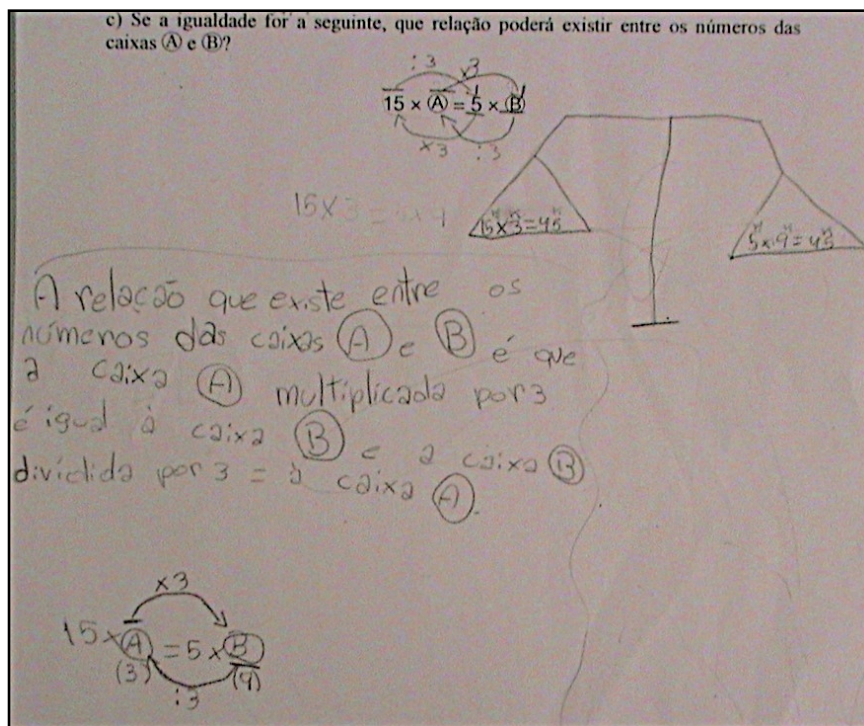 c) Se a igualdade for a seguinte, que relação poderá existir entre os números das
caixas Ⓐ e Ⓑ?
:3 x3
15 × Ⓐ = 5 × Ⓑ
x3 :3
15x3 = 5x9
15x3=45
5x9=45
A relação que existe entre os
números das caixas Ⓐ e Ⓑ é que
a caixa Ⓐ multiplicada por 3
é igual à caixa Ⓑ e a caixa Ⓑ
dividida por 3 = à caixa Ⓐ.
x3
15 x Ⓐ = 5 x Ⓑ
(3) (9)
:3